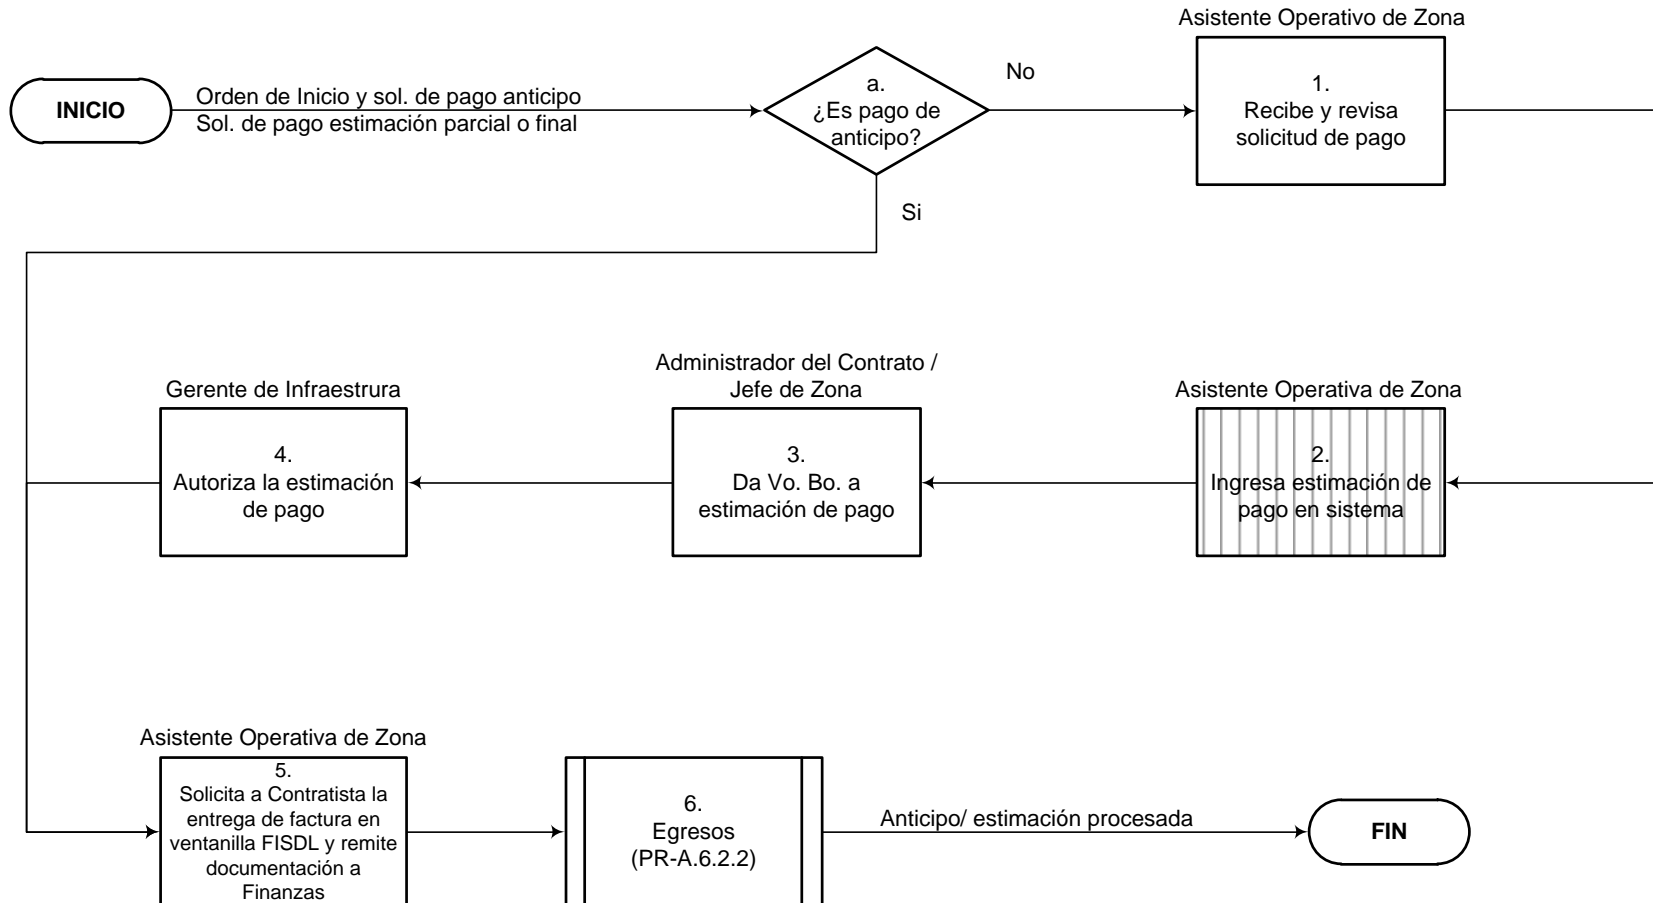 INICIO
Orden de Inicio y sol. de pago anticipo
Sol. de pago estimación parcial o final
a.
¿Es pago de
anticipo?
No
Si
Asistente Operativo de Zona
1.
Recibe y revisa
solicitud de pago
Gerente de Infraestrura
4.
Autoriza la estimación
de pago
Administrador del Contrato /
Jefe de Zona
3.
Da Vo. Bo. a
estimación de pago
Asistente Operativa de Zona
2.
Ingresa estimación de
pago en sistema
Asistente Operativa de Zona
5.
Solicita a Contratista la
entrega de factura en
ventanilla FISDL y remite
documentación a
Finanzas
6.
Egresos
(PR-A.6.2.2)
Anticipo/ estimación procesada
FIN